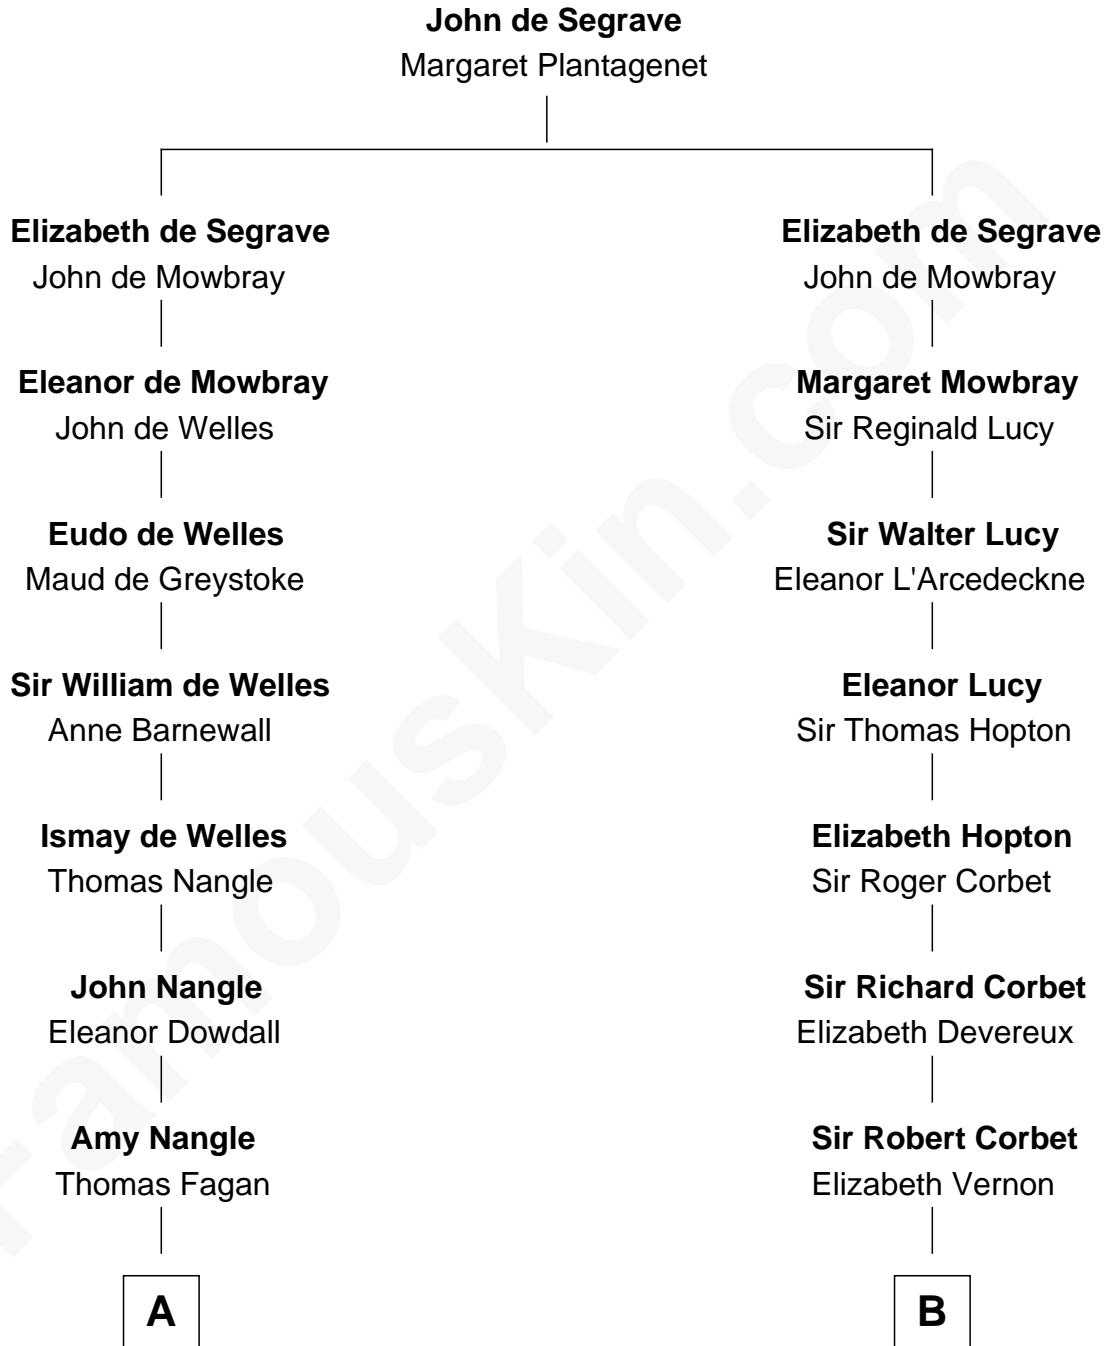 John de Segrave
Margaret Plantagenet
Elizabeth de Segrave
John de Mowbray
Eleanor de Mowbray
John de Welles
Eudo de Welles
Maud de Greystoke
Sir William de Welles
Anne Barnewall
Ismay de Welles
Thomas Nangle
John Nangle
Eleanor Dowdall
Amy Nangle
Thomas Fagan
A
Elizabeth de Segrave
John de Mowbray
Margaret Mowbray
Sir Reginald Lucy
Sir Walter Lucy
Eleanor L'Arcedeckne
Eleanor Lucy
Sir Thomas Hopton
Elizabeth Hopton
Sir Roger Corbet
Sir Richard Corbet
Elizabeth Devereux
Sir Robert Corbet
Elizabeth Vernon
B
FamousKin.com